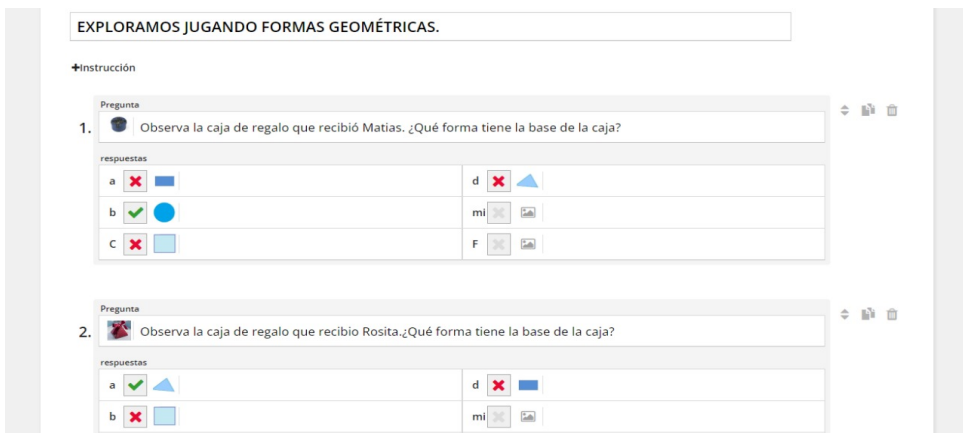 EXPLORAMOS JUGANDO FORMAS GEOMÉTRICAS.
+Instrucción
Pregunta
1. Observa la caja de regalo que recibió Matias. ¿Qué forma tiene la base de la caja?
respuestas
a d
b mi
C F
Pregunta
2. Observa la caja de regalo que recibio Rosita.¿Qué forma tiene la base de la caja?
respuestas
a d
b mi